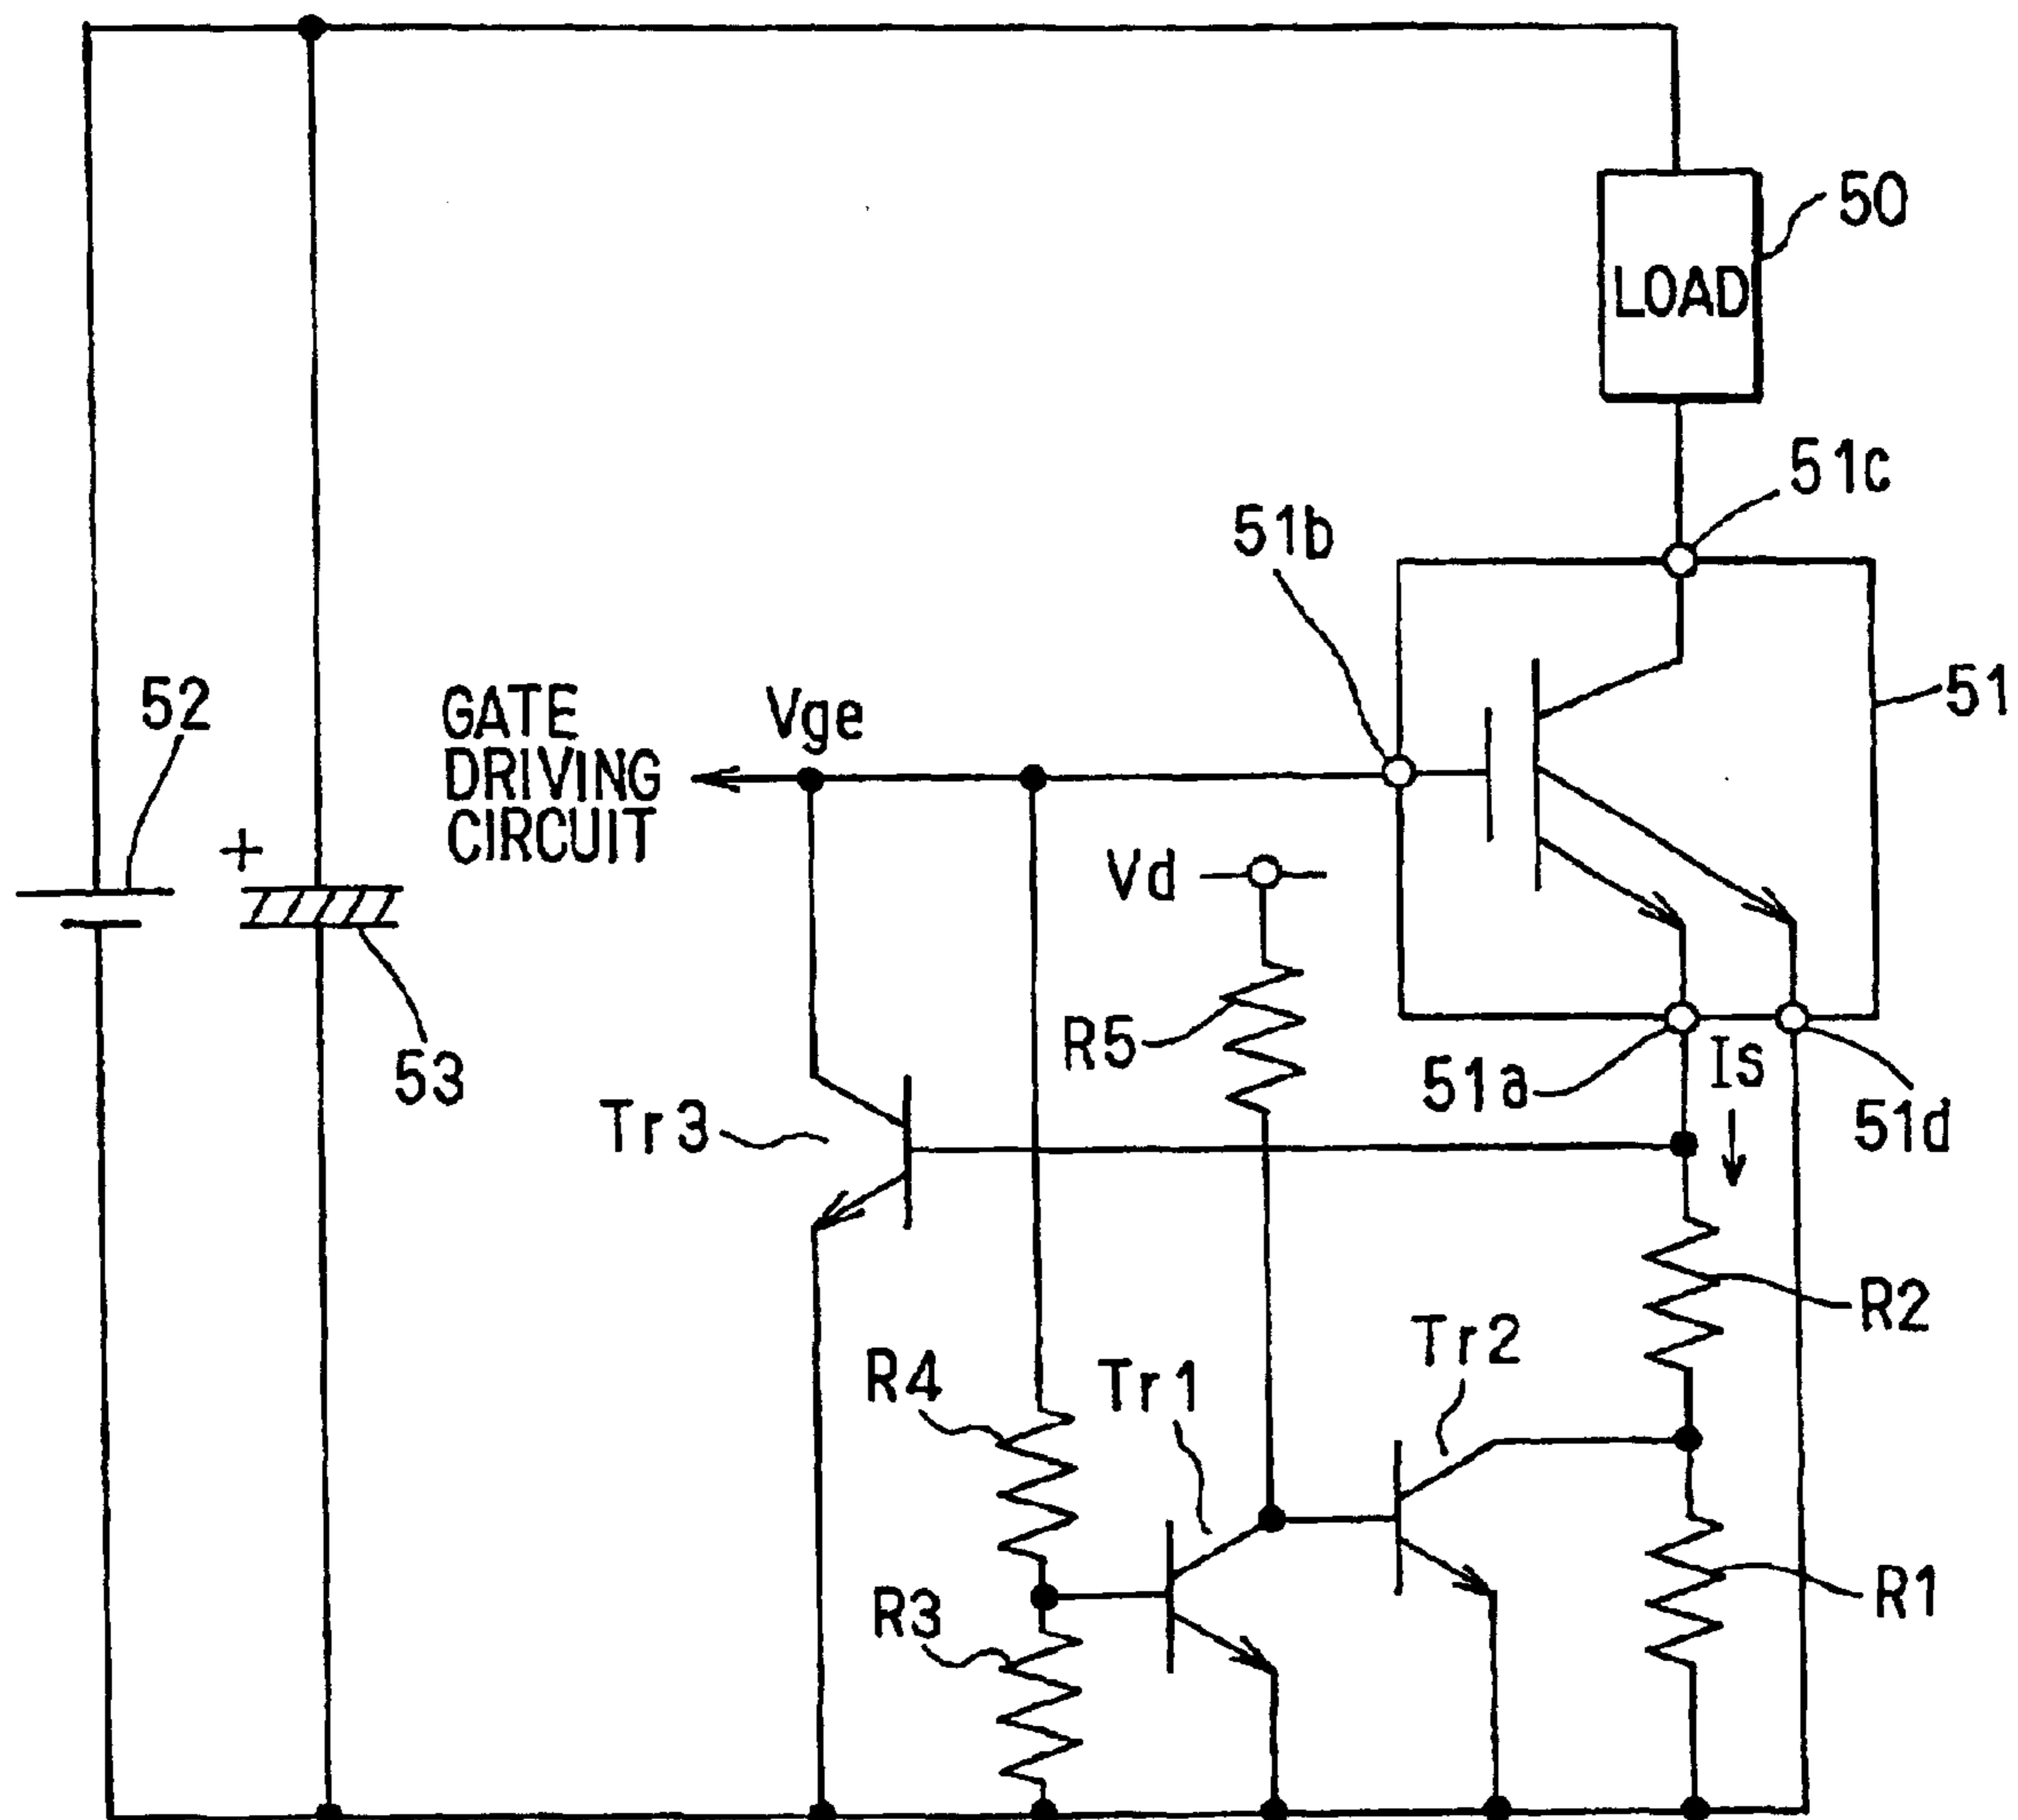 50
LOAD
51c
51b
51
52
GATE
DRIVING
CIRCUIT
Vge
+
Vd
R5
51a
Is
51d
53
Tr3
R2
Tr2
R4
Tr1
R3
R1